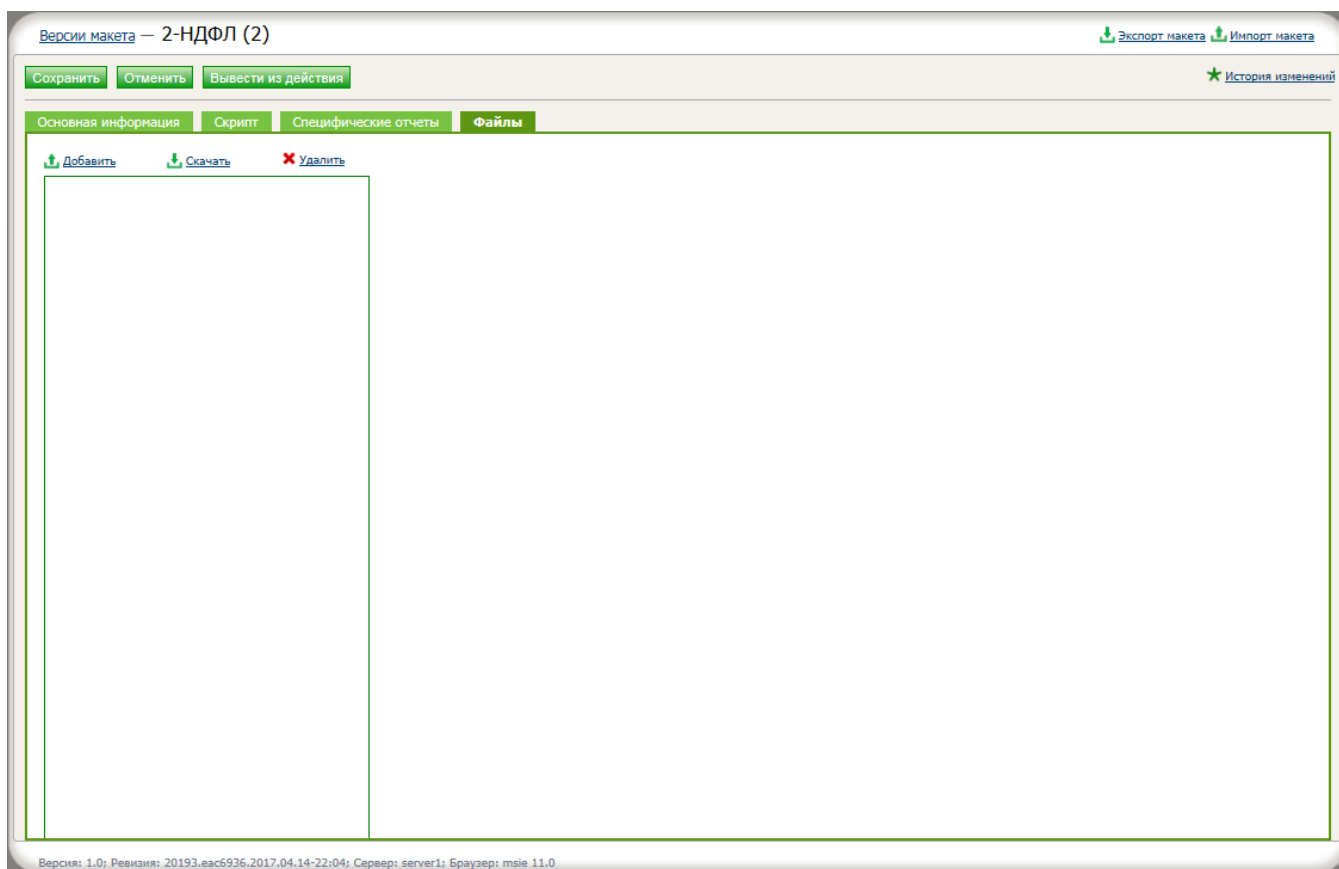 Версии макета — 2-НДФЛ (2) Экспорт макета Импорт макета
Сохранить Отменить Вывести из действия История изменений
Основная информация Скрипт Специфические отчеты Файлы
Добавить Скачать Удалить
Версия: 1.0; Ревизия: 20193.eac6936.2017.04.14-22:04; Сервер: server1; Браузер: msie 11.0